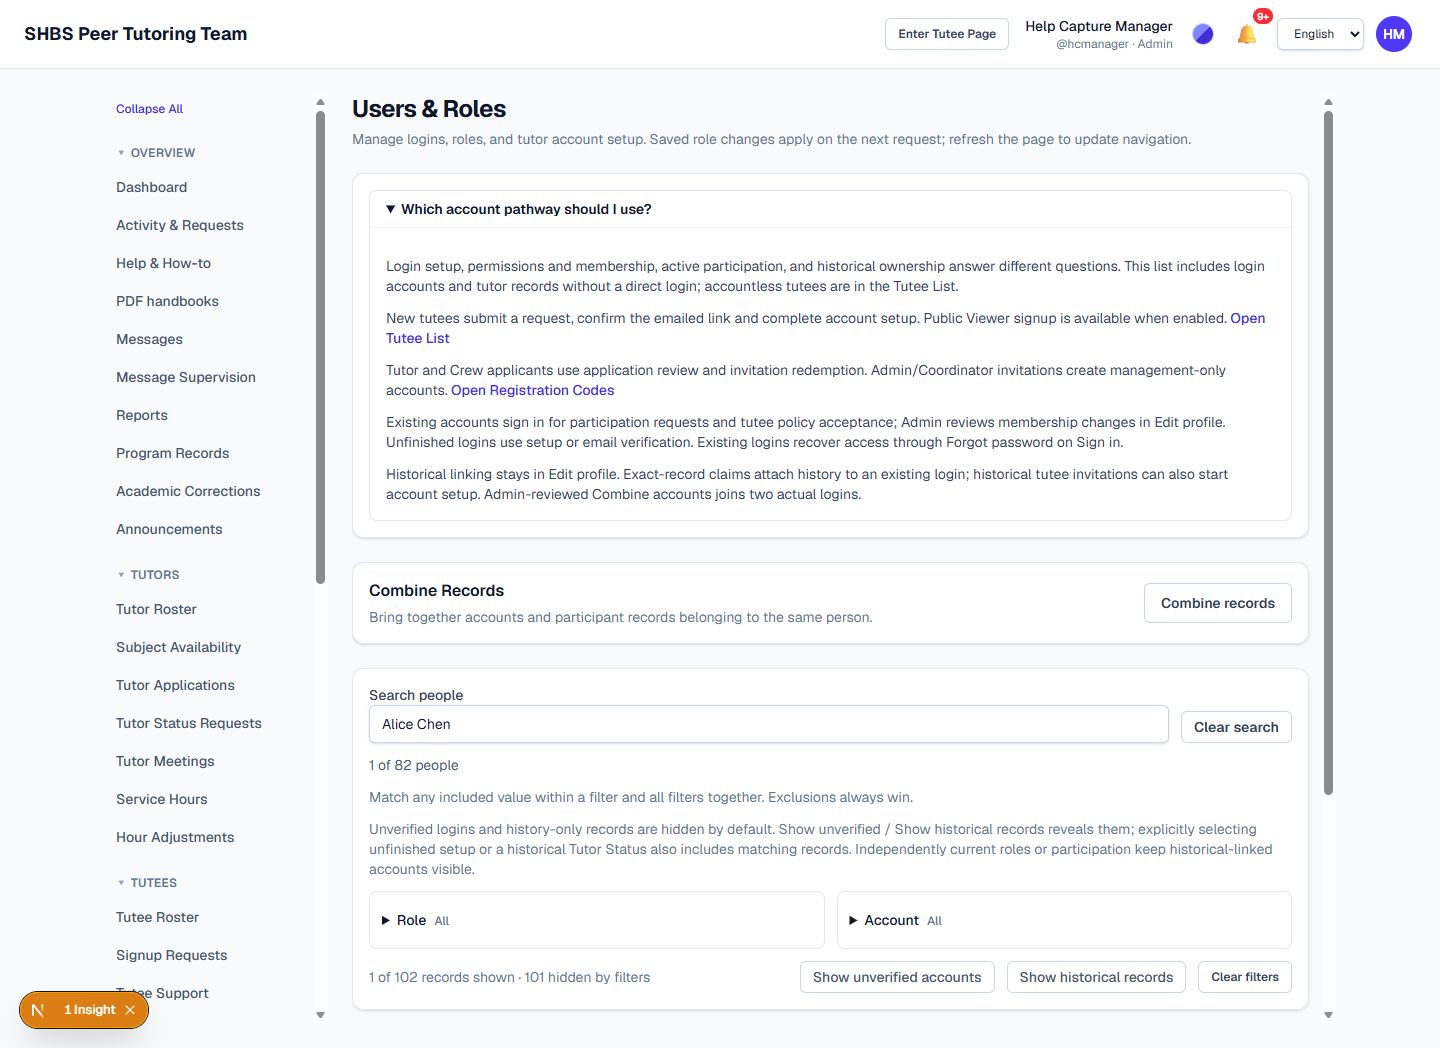 SHBS Peer Tutoring Team
Enter Tutee Page
Help Capture Manager
@hcmanager · Admin
9+
English
HM
Collapse All
OVERVIEW
Dashboard
Activity & Requests
Help & How-to
PDF handbooks
Messages
Message Supervision
Reports
Program Records
Academic Corrections
Announcements
TUTORS
Tutor Roster
Subject Availability
Tutor Applications
Tutor Status Requests
Tutor Meetings
Service Hours
Hour Adjustments
TUTEES
Tutee Roster
Signup Requests
Tutee Support
N 1 Insight
Users & Roles
Manage logins, roles, and tutor account setup. Saved role changes apply on the next request; refresh the page to update navigation.
Which account pathway should I use?
Login setup, permissions and membership, active participation, and historical ownership answer different questions. This list includes login
accounts and tutor records without a direct login; accountless tutees are in the Tutee List.
New tutees submit a request, confirm the emailed link and complete account setup. Public Viewer signup is available when enabled. Open
Tutee List
Tutor and Crew applicants use application review and invitation redemption. Admin/Coordinator invitations create management-only
accounts. Open Registration Codes
Existing accounts sign in for participation requests and tutee policy acceptance; Admin reviews membership changes in Edit profile.
Unfinished logins use setup or email verification. Existing logins recover access through Forgot password on Sign in.
Historical linking stays in Edit profile. Exact-record claims attach history to an existing login; historical tutee invitations can also start
account setup. Admin-reviewed Combine accounts joins two actual logins.
Combine Records
Bring together accounts and participant records belonging to the same person.
Combine records
Search people
Alice Chen
Clear search
1 of 82 people
Match any included value within a filter and all filters together. Exclusions always win.
Unverified logins and history-only records are hidden by default. Show unverified / Show historical records reveals them; explicitly selecting
unfinished setup or a historical Tutor Status also includes matching records. Independently current roles or participation keep historical-linked
accounts visible.
Role All
Account All
1 of 102 records shown · 101 hidden by filters
Show unverified accounts
Show historical records
Clear filters